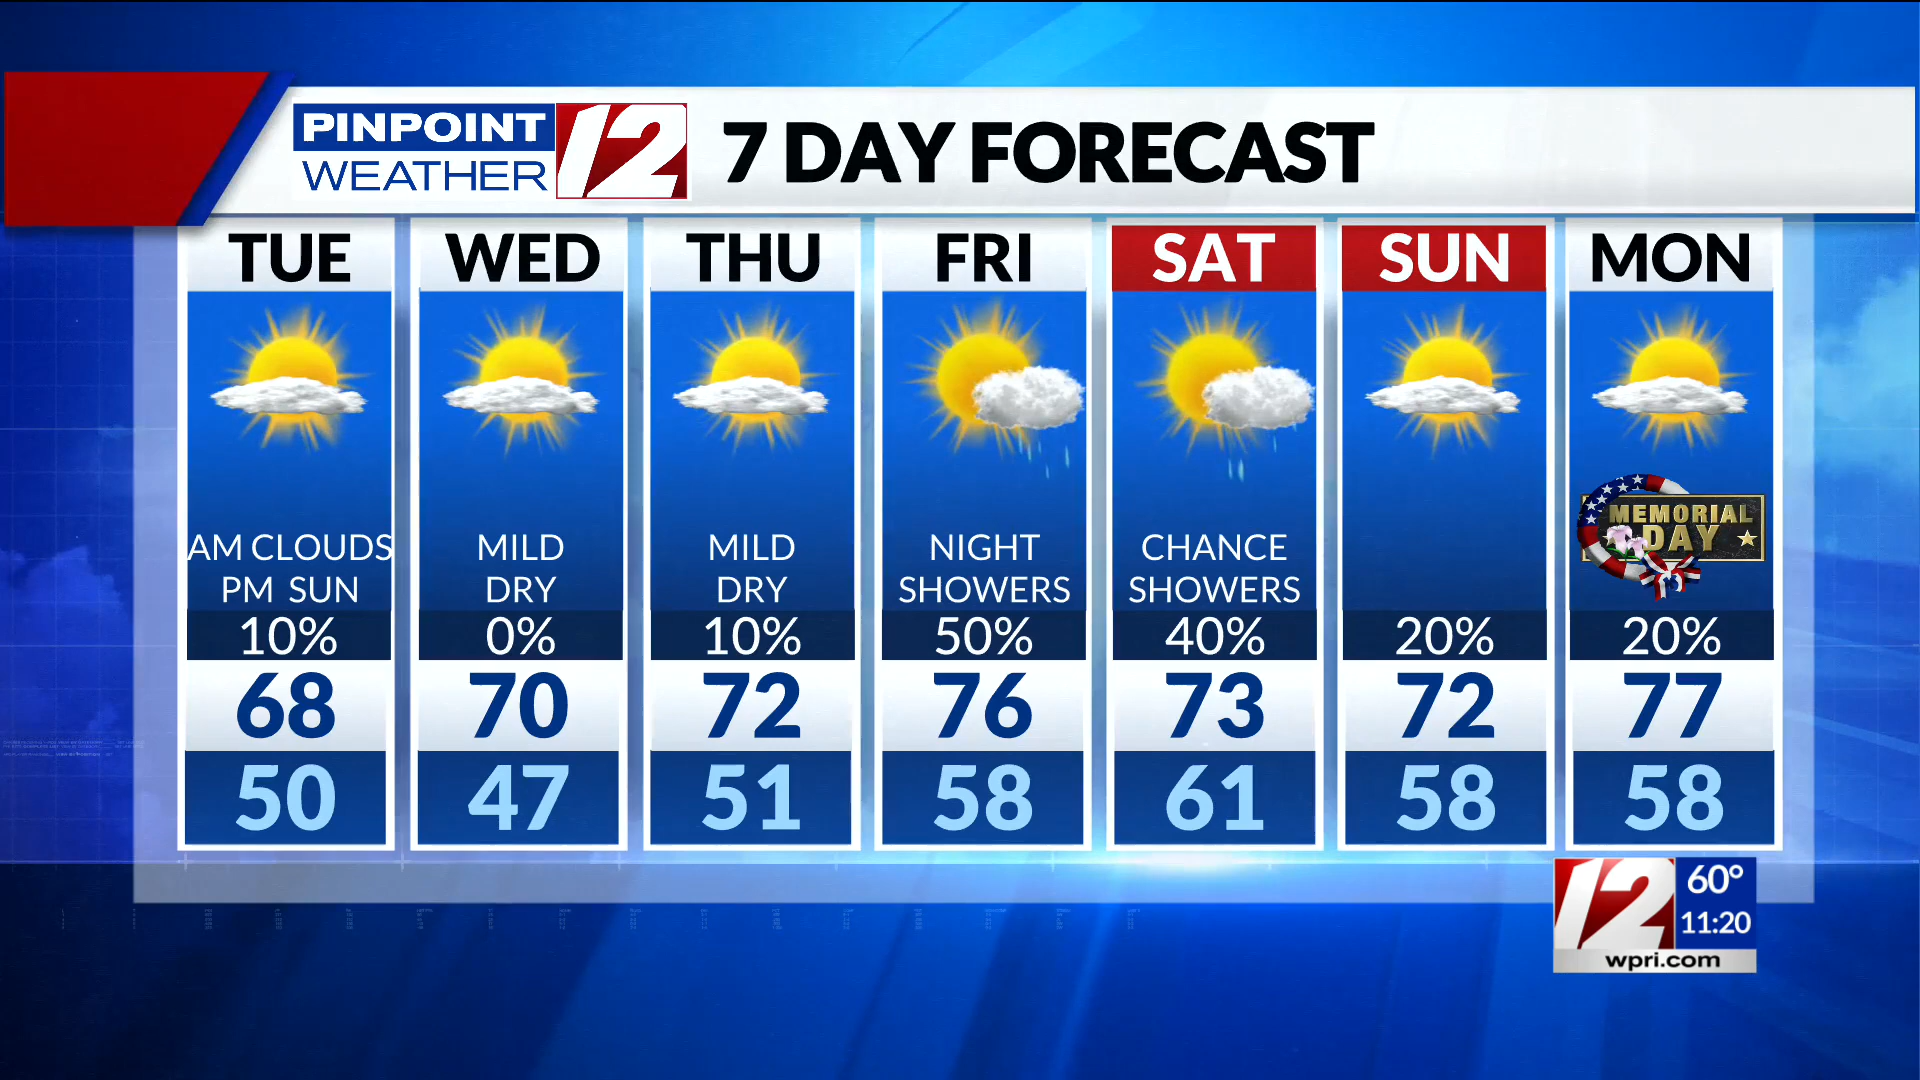 PINPOINT
WEATHER
12
7 DAY FORECAST
TUE WED THU FRI SAT SUN MON
MEMORIAL
DAY
AM CLOUDS MILD MILD NIGHT CHANCE
PM SUN DRY DRY SHOWERS SHOWERS
10% 0% 10% 50% 40% 20% 20%
68 70 72 76 73 72 77
50 47 51 58 61 58 58
12
60°
11:20
wpri.com